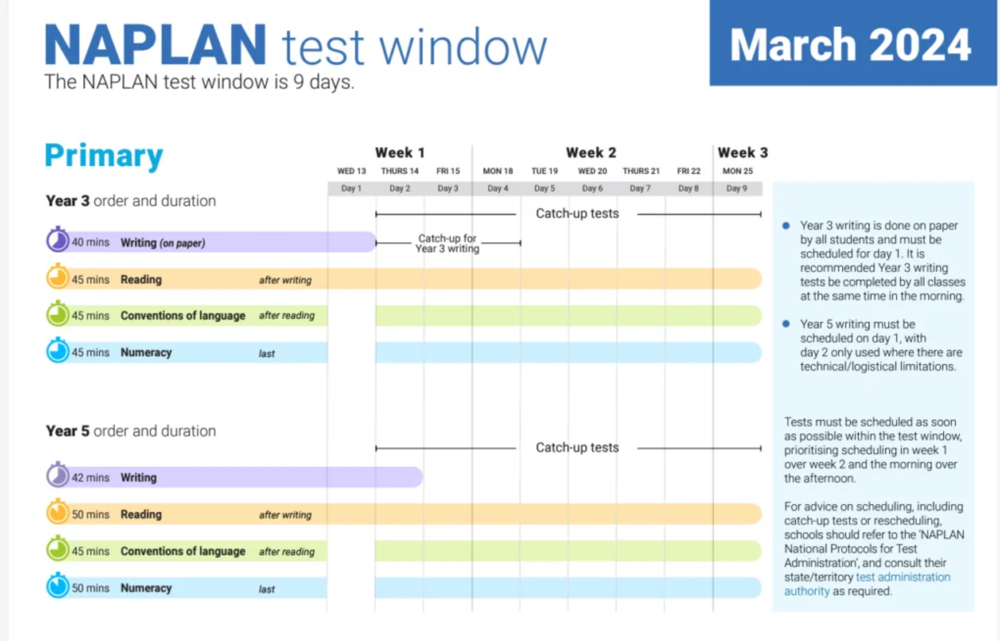 NAPLAN test window
March 2024
The NAPLAN test window is 9 days.
Primary
Week 1 Week 2 Week 3
WED 13 THURS 14 FRI 15 MON 18 TUE 19 WED 20 THURS 21 FRI 22 MON 25
Day 1 Day 2 Day 3 Day 4 Day 5 Day 6 Day 7 Day 8 Day 9
Year 3 order and duration
Catch-up tests
40 mins Writing (on paper)
Catch-up for
Year 3 writing
45 mins Reading after writing
45 mins Conventions of language after reading
45 mins Numeracy last
Year 5 order and duration
Catch-up tests
42 mins Writing
50 mins Reading after writing
45 mins Conventions of language after reading
50 mins Numeracy last
Year 3 writing is done on paper
by all students and must be
scheduled for day 1. It is
recommended Year 3 writing
tests be completed by all classes
at the same time in the morning.
Year 5 writing must be
scheduled on day 1, with
day 2 only used where there are
technical/logistical limitations.
Tests must be scheduled as soon
as possible within the test window,
prioritising scheduling in week 1
over week 2 and the morning over
the afternoon.
For advice on scheduling, including
catch-up tests or rescheduling,
schools should refer to the ‘NAPLAN
National Protocols for Test
Administration’, and consult their
state/territory test administration
authority as required.